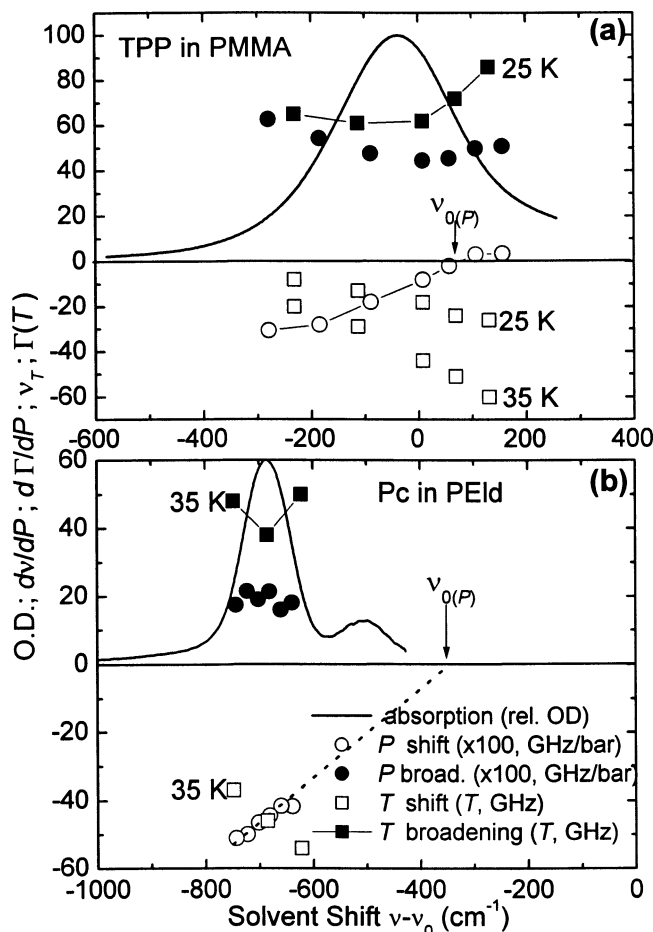 TPP in PMMA
(a)
100
80
60
40
20
0
-20
-40
-60
25 K
ν0(P)
25 K
35 K
-600 -400 -200 0 200 400
O.D.; dν/dP ; dΓ/dP ; νT ; Γ(T)
60
40
20
0
-20
-40
-60
35 K
Pc in PEld
(b)
ν0(P)
absorption (rel. OD)
P shift (x100, GHz/bar)
P broad. (x100, GHz/bar)
T shift (T, GHz)
T broadening (T, GHz)
35 K
-1000 -800 -600 -400 -200 0
Solvent Shift ν-ν0 (cm-1)